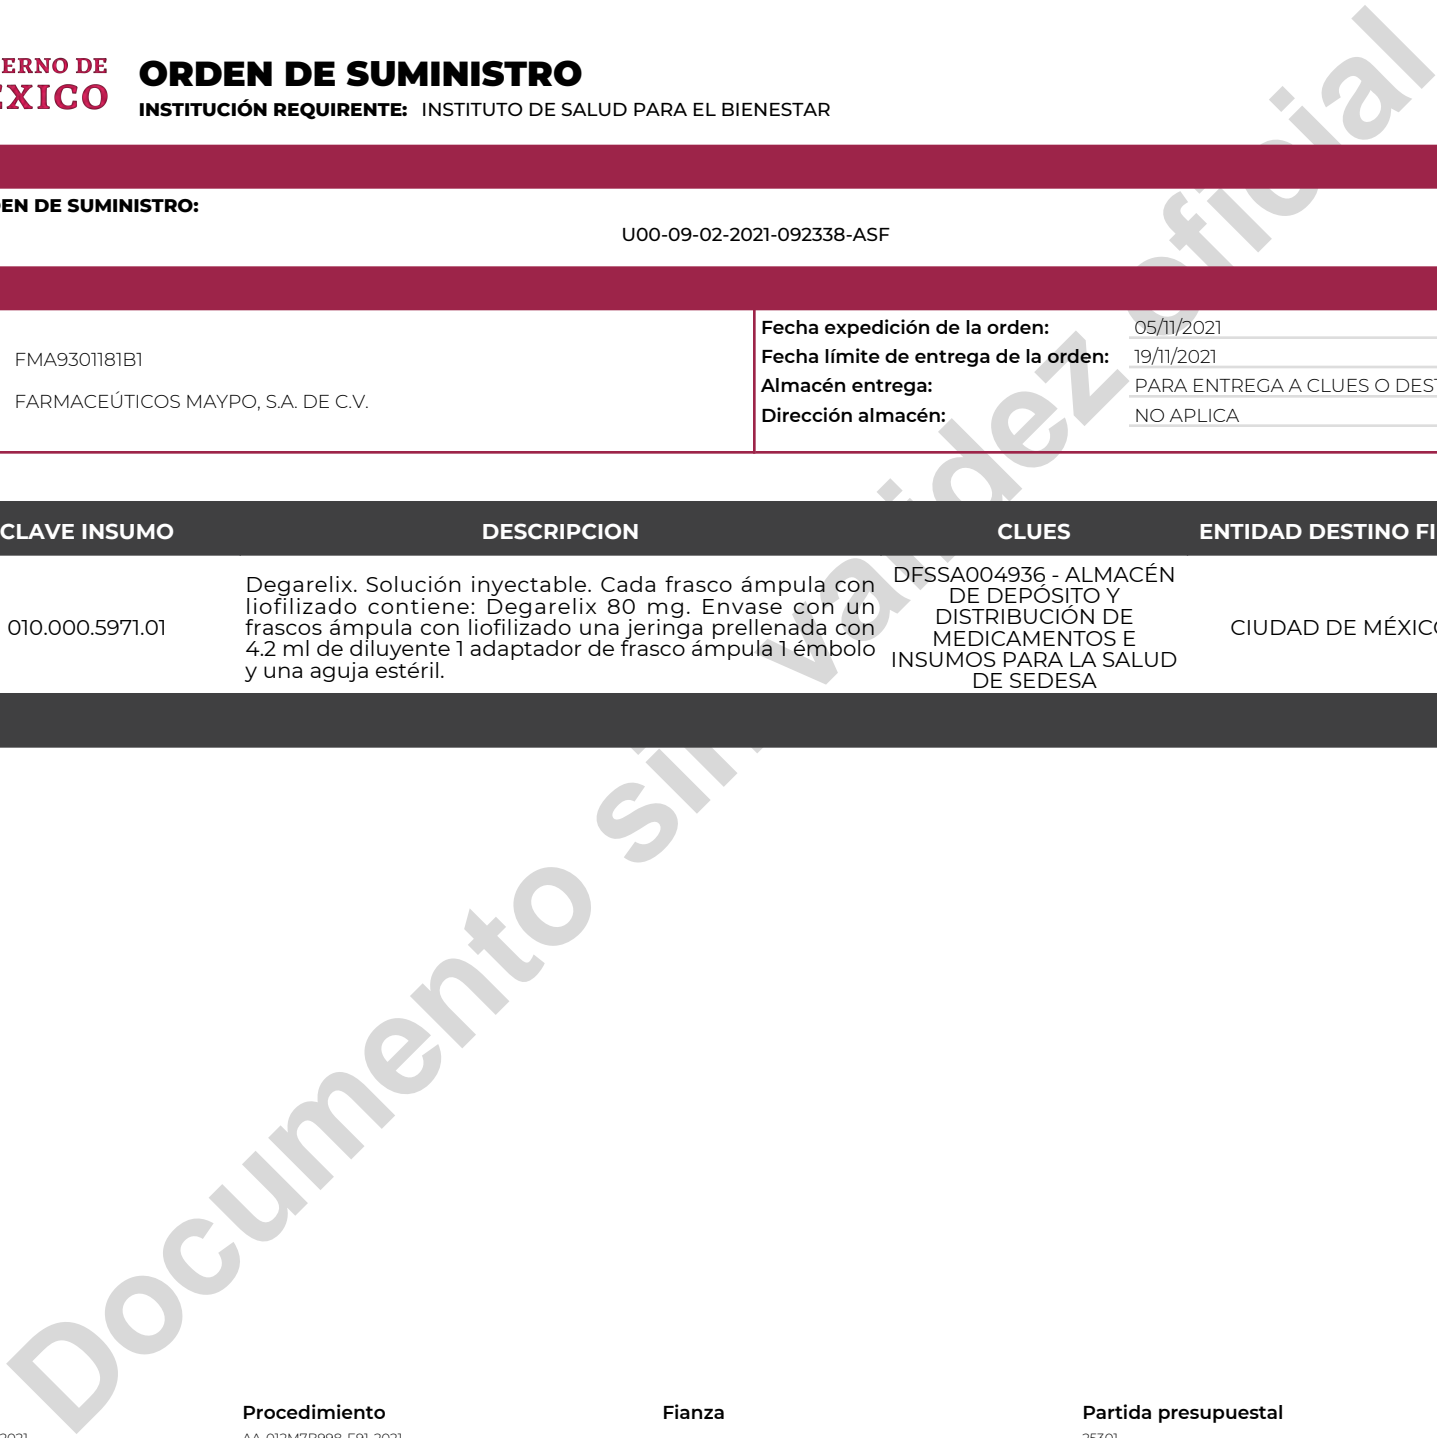 ERNO DE
ORDEN DE SUMINISTRO
INSTITUCIÓN REQUIRENTE: INSTITUTO DE SALUD PARA EL BIENESTAR
DE SUMINISTRO:
U00-09-02-2021-092338-ASF
FMA9301181B1
FARMACEÚTICOS MAYPO, S.A. DE C.V.
Fecha expedición de la orden: 05/11/2021
Fecha límite de entrega de la orden: 19/11/2021
Almacén entrega: PARA ENTREGA A CLUES O
Dirección almacén: NO APLICA
CLAVE INSUMO DESCRIPCION CLUES ENTIDAD DESTINO
010.000.5971.01
Degarelix. Solución inyectable. Cada frasco ámpula con
liofilizado contiene: Degarelix 80 mg. Envase con un
frascos ámpula con liofilizado una jeringa prellenada con
4.2 ml de diluyente 1 adaptador de frasco ámpula 1 émbolo
y una aguja estéril.
DFSSA004936 - ALMACÉN
DE DEPÓSITO Y
DISTRIBUCIÓN DE
MEDICAMENTOS E
INSUMOS PARA LA SALUD
DE SEDESA
CIUDAD DE MÉXICO
Documento sin validez oficial
Procedimiento Fianza Partida presupuestal